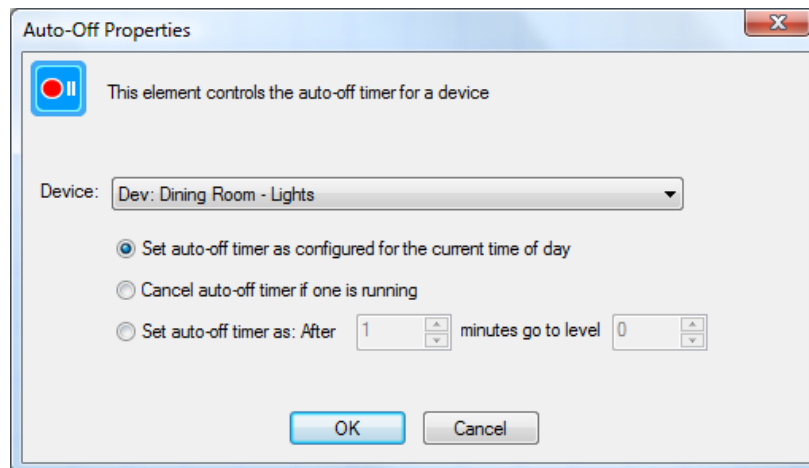 Auto-Off Properties
This element controls the auto-off timer for a device
Device: Dev: Dining Room - Lights
Set auto-off timer as configured for the current time of day
Cancel auto-off timer if one is running
Set auto-off timer as: After 1 minutes go to level 0
OK Cancel